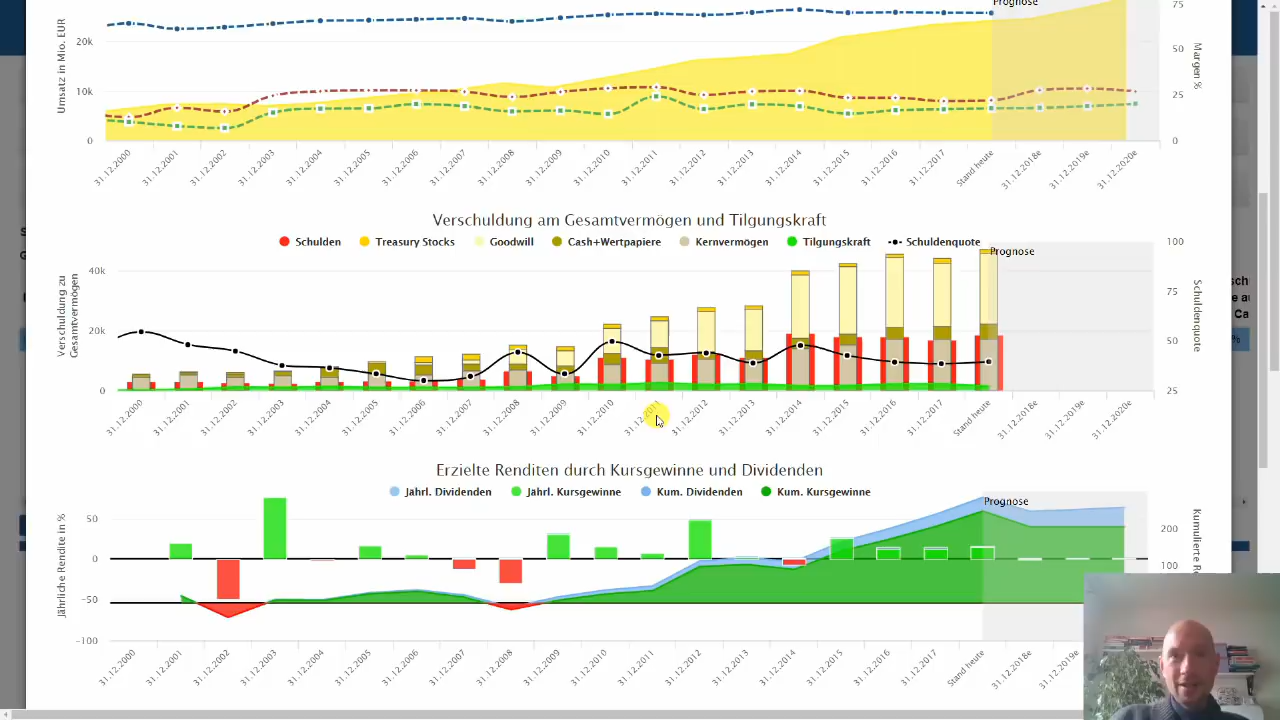 Prognose
75
20k
50
10k
25
0
0
Umsatz in Mio. EUR
Margen %
31.12.2000
31.12.2001
31.12.2002
31.12.2003
31.12.2004
31.12.2005
31.12.2006
31.12.2007
31.12.2008
31.12.2009
31.12.2010
31.12.2011
31.12.2012
31.12.2013
31.12.2014
31.12.2015
31.12.2016
31.12.2017
Stand heute
31.12.2018e
31.12.2019e
31.12.2020e
Verschuldung am Gesamtvermögen und Tilgungskraft
Schulden Treasury Stocks Goodwill Cash+Wertpapiere Kernvermögen Tilgungskraft Schuldenquote
Prognose
100
40k
75
20k
50
0
25
Verschuldung zu
Gesamtvermögen
Schuldenquote
31.12.2000
31.12.2001
31.12.2002
31.12.2003
31.12.2004
31.12.2005
31.12.2006
31.12.2007
31.12.2008
31.12.2009
31.12.2010
31.12.2011
31.12.2012
31.12.2013
31.12.2014
31.12.2015
31.12.2016
31.12.2017
Stand heute
31.12.2018e
31.12.2019e
31.12.2020e
Erzielte Renditen durch Kursgewinne und Dividenden
Jährl. Dividenden Jährl. Kursgewinne Kum. Dividenden Kum. Kursgewinne
Prognose
50
200
0
100
−50
−100
Jährliche Rendite in %
Kumulierte R
31.12.2000
31.12.2001
31.12.2002
31.12.2003
31.12.2004
31.12.2005
31.12.2006
31.12.2007
31.12.2008
31.12.2009
31.12.2010
31.12.2011
31.12.2012
31.12.2013
31.12.2014
31.12.2015
31.12.2016
31.12.2017
Stand heute
31.12.2018e
sch
e au
Ca
%